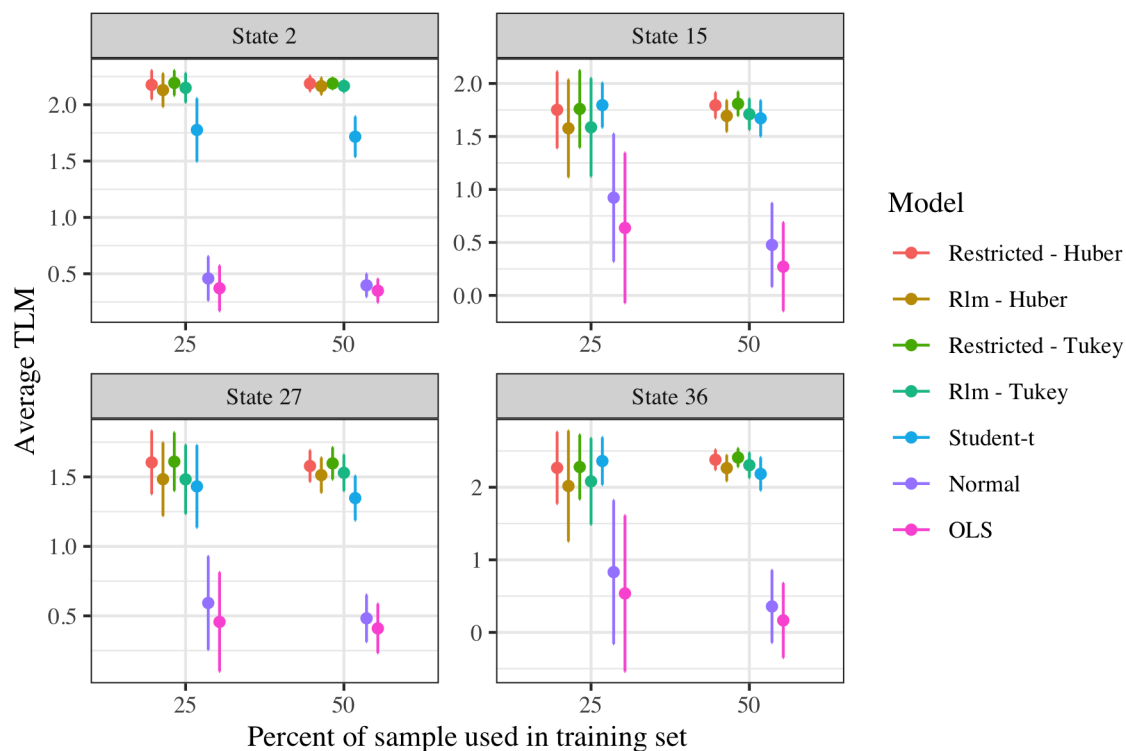 State 2
State 15
2.0
1.5
1.0
0.5
2.0
1.5
1.0
0.5
0.0
25
50
25
50
State 27
State 36
1.5
1.0
0.5
2
1
0
25
50
25
50
Average TLM
Percent of sample used in training set
Model
Restricted - Huber
Rlm - Huber
Restricted - Tukey
Rlm - Tukey
Student-t
Normal
OLS